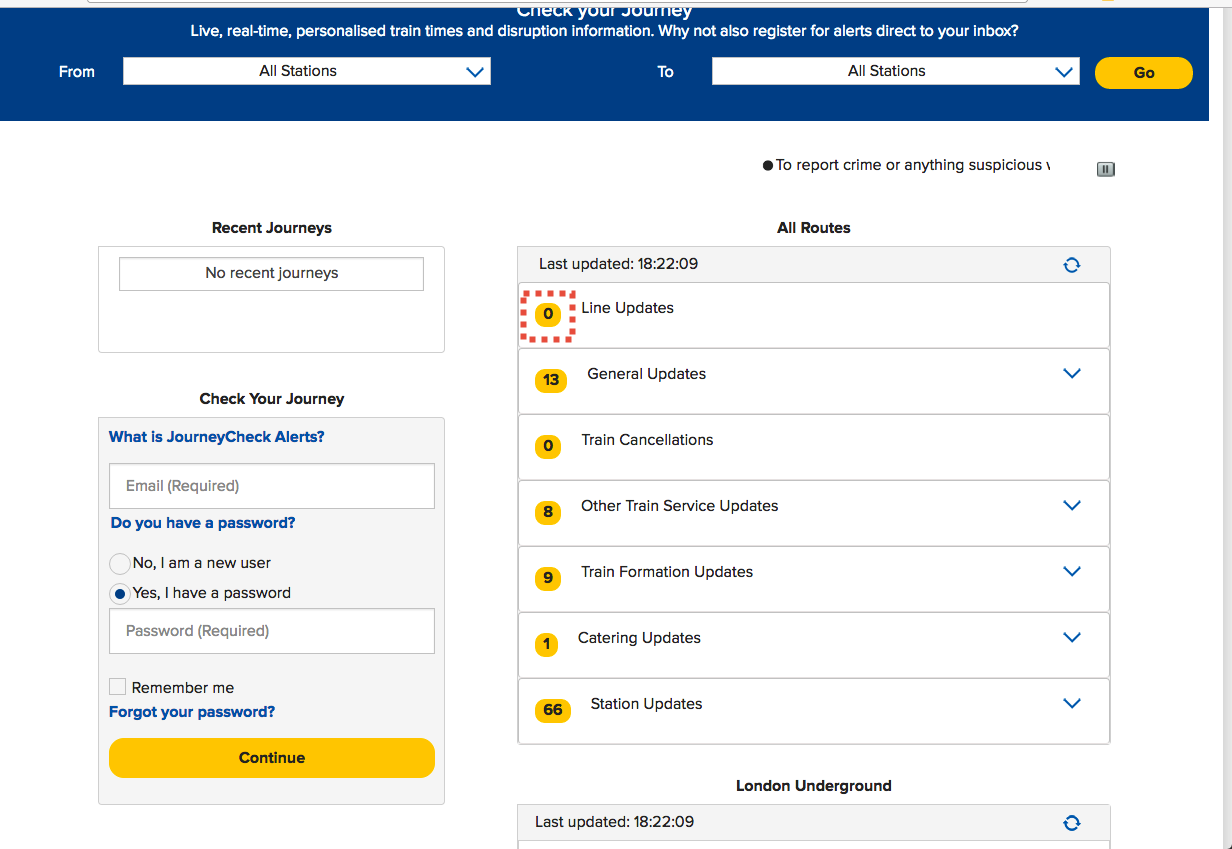 Check your Journey
Live, real-time, personalised train times and disruption information. Why not also register for alerts direct to your inbox?
From All Stations To All Stations Go
To report crime or anything suspicious
Recent Journeys
No recent journeys
Check Your Journey
What is JourneyCheck Alerts?
Email (Required)
Do you have a password?
No, I am a new user
Yes, I have a password
Password (Required)
Remember me
Forgot your password?
Continue
All Routes
Last updated: 18:22:09
0 Line Updates
13 General Updates
0 Train Cancellations
8 Other Train Service Updates
9 Train Formation Updates
1 Catering Updates
66 Station Updates
London Underground
Last updated: 18:22:09